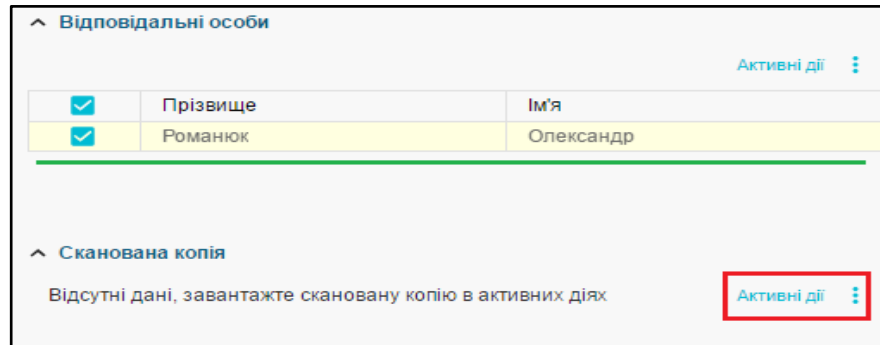 Відповідальні особи
Активні дії
Прізвище Ім'я
Романюк Олександр
Сканована копія
Відсутні дані, завантажте скановану копію в активних діях Активні дії